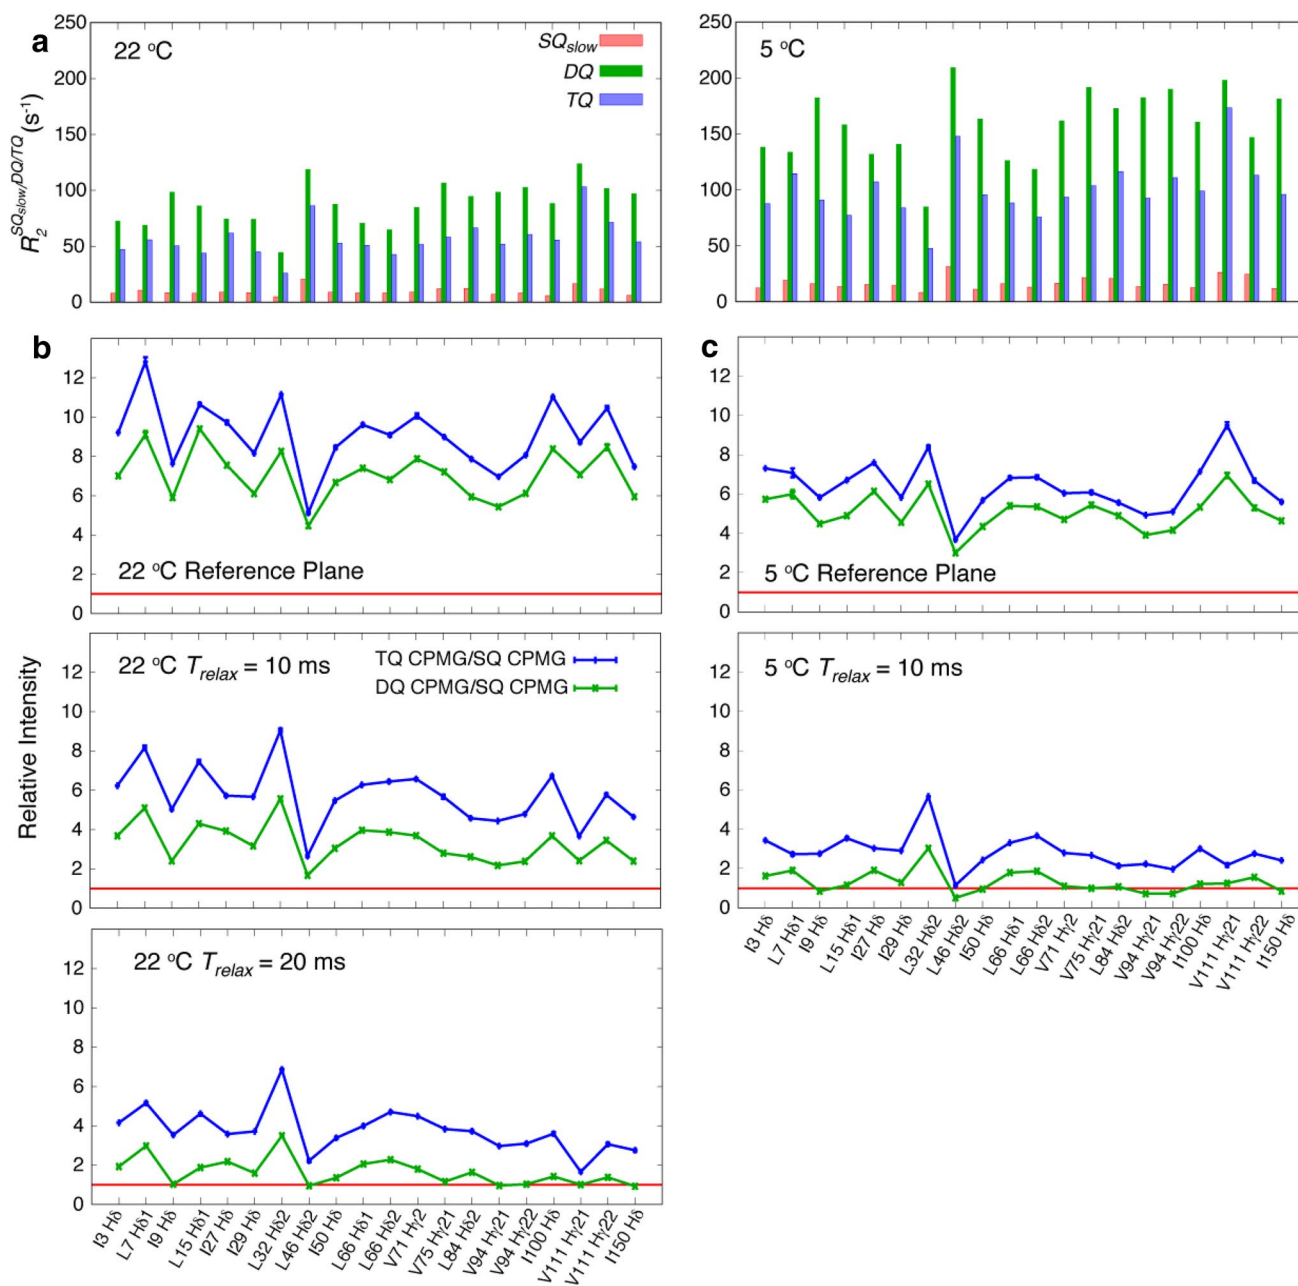 a
22 °C
SQslow
DQ
TQ
250
200
150
100
50
0
R2^SQslow/DQ/TQ (s-1)
5 °C
250
200
150
100
50
0
b
12
10
8
6
4
2
0
22 °C Reference Plane
c
12
10
8
6
4
2
0
5 °C Reference Plane
Relative Intensity
22 °C Trelax = 10 ms
TQ CPMG/SQ CPMG
DQ CPMG/SQ CPMG
12
10
8
6
4
2
0
5 °C Trelax = 10 ms
12
10
8
6
4
2
0
I3 Hδ
L7 Hδ1
I9 Hδ
L15 Hδ1
I27 Hδ
I29 Hδ
L32 Hδ2
L46 Hδ2
I50 Hδ
L66 Hδ1
L66 Hδ2
V71 Hγ2
V75 Hγ21
L84 Hδ2
V94 Hγ21
V94 Hγ22
I100 Hδ
V111 Hγ21
V111 Hγ22
I150 Hδ
22 °C Trelax = 20 ms
12
10
8
6
4
2
0
I3 Hδ
L7 Hδ1
I9 Hδ
L15 Hδ1
I27 Hδ
I29 Hδ
L32 Hδ2
L46 Hδ2
I50 Hδ
L66 Hδ1
L66 Hδ2
V71 Hγ2
V75 Hγ21
L84 Hδ2
V94 Hγ21
V94 Hγ22
I100 Hδ
V111 Hγ21
V111 Hγ22
I150 Hδ